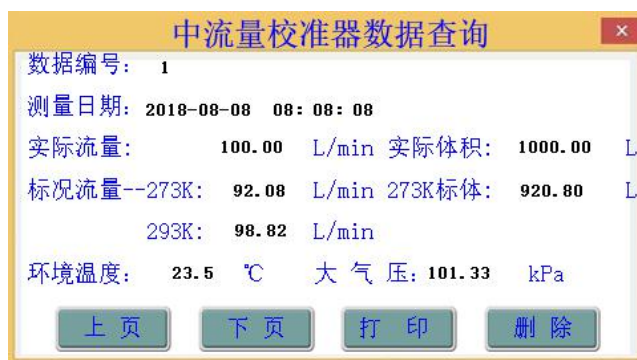 中流量校准器数据查询
数据编号: 1
测量日期: 2018-08-08 08:08:08
实际流量: 100.00 L/min 实际体积: 1000.00 L
标况流量--273K: 92.08 L/min 273K标体: 920.80 L
293K: 98.82 L/min
环境温度: 23.5 ℃ 大气压: 101.33 kPa
上页 下页 打印 删除